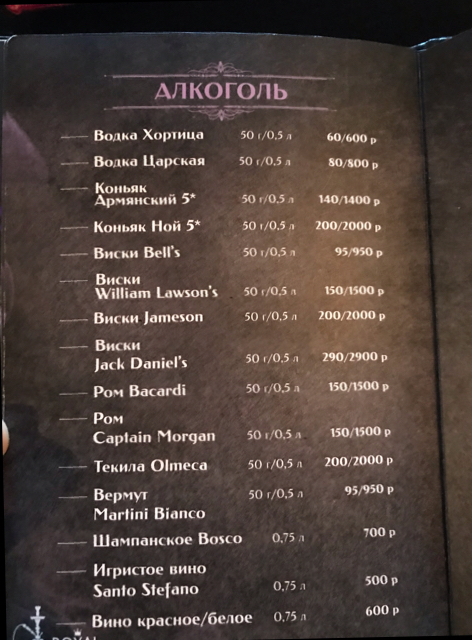 АЛКОГОЛЬ
Водка Хортица 50 г/0,5 л 60/600 р
Водка Царская 50 г/0,5 л 80/800 р
Коньяк
Армянский 5* 50 г/0,5 л 140/1400 р
Коньяк Ной 5* 50 г/0,5 л 200/2000 р
Виски Bell's 50 г/0,5 л 95/950 р
Виски
William Lawson's 50 г/0,5 л 150/1500 р
Виски Jameson 50 г/0,5 л 200/2000 р
Виски
Jack Daniel's 50 г/0,5 л 290/2900 р
Ром Bacardi 50 г/0,5 л 150/1500 р
Ром
Captain Morgan 50 г/0,5 л 150/1500 р
Текила Olmeca 50 г/0,5 л 200/2000 р
Вермут 50 г/0,5 л 95/950 р
Martini Bianco
Шампанское Bosco 0,75 л 700 р
Игристое вино
Santo Stefano 0,75 л 500 р
Вино красное/белое 0,75 л 600 р